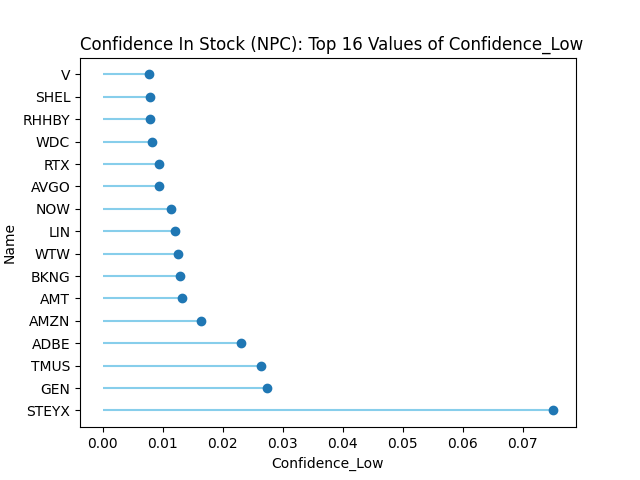 Confidence In Stock (NPC): Top 16 Values of Confidence_Low
V
SHEL
RHHBY
WDC
RTX
AVGO
NOW
LIN
WTW
BKNG
AMT
AMZN
ADBE
TMUS
GEN
STEYX
Name
0.00 0.01 0.02 0.03 0.04 0.05 0.06 0.07
Confidence_Low